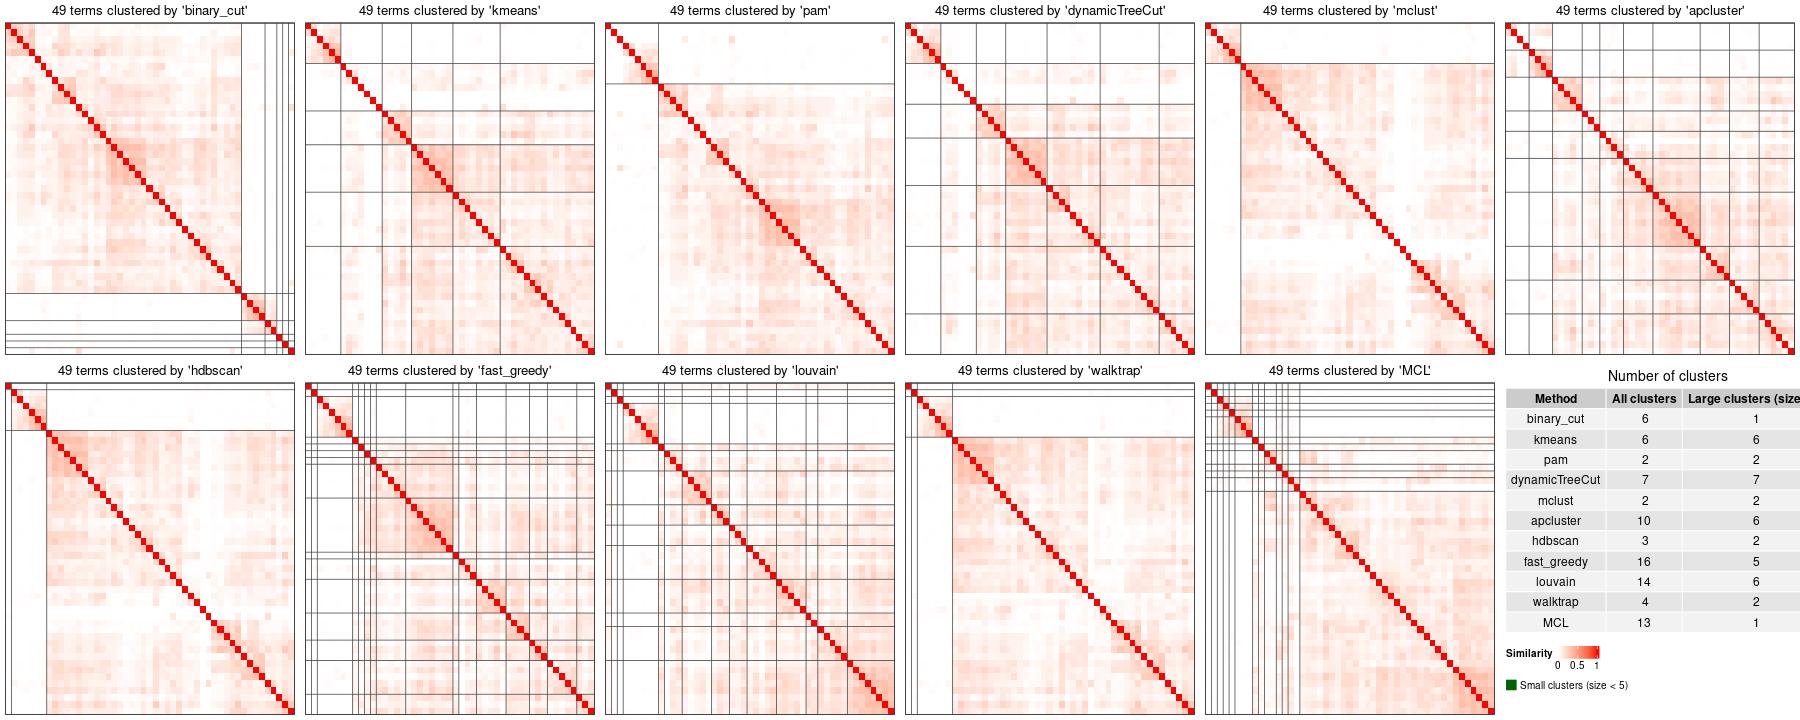 49 terms clustered by 'binary_cut'
49 terms clustered by 'kmeans'
49 terms clustered by 'pam'
49 terms clustered by 'dynamicTreeCut'
49 terms clustered by 'mclust'
49 terms clustered by 'apcluster'
49 terms clustered by 'hdbscan'
49 terms clustered by 'fast_greedy'
49 terms clustered by 'louvain'
49 terms clustered by 'walktrap'
49 terms clustered by 'MCL'
Number of clusters
Method All clusters Large clusters (size
binary_cut 6 1
kmeans 6 6
pam 2 2
dynamicTreeCut 7 7
mclust 2 2
apcluster 10 6
hdbscan 3 2
fast_greedy 16 5
louvain 14 6
walktrap 4 2
MCL 13 1
Similarity
0 0.5 1
Small clusters (size < 5)